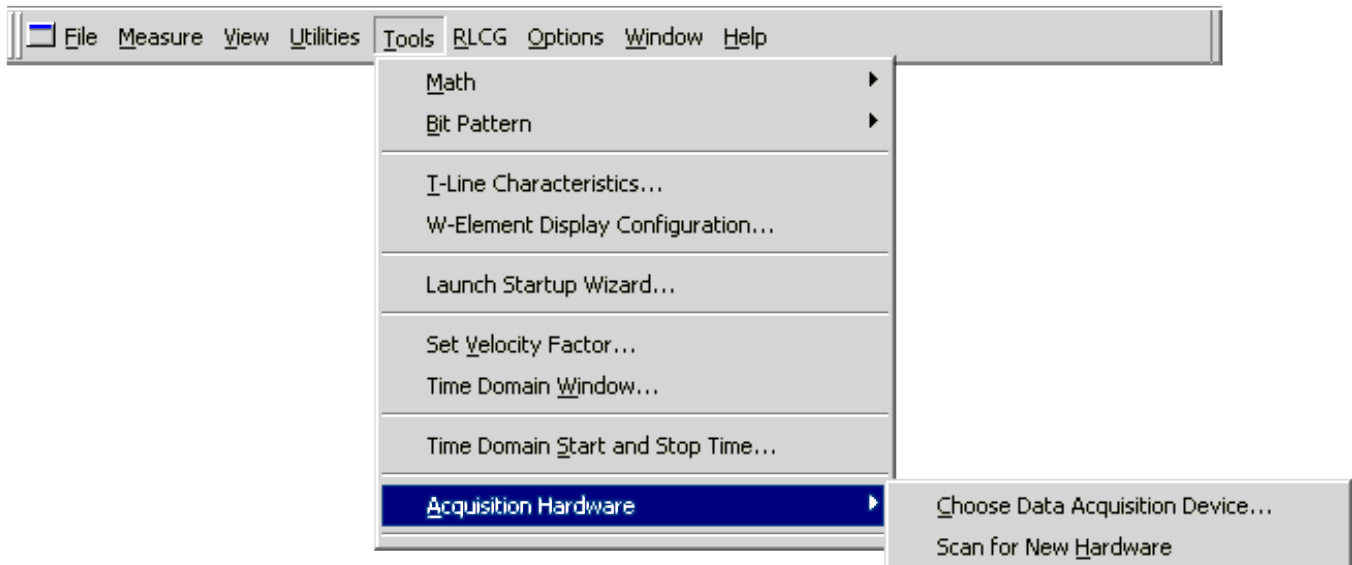 File Measure View Utilities Tools RLCG Options Window Help
Math
Bit Pattern
T-Line Characteristics...
W-Element Display Configuration...
Launch Startup Wizard...
Set Velocity Factor...
Time Domain Window...
Time Domain Start and Stop Time...
Acquisition Hardware
Choose Data Acquisition Device...
Scan for New Hardware